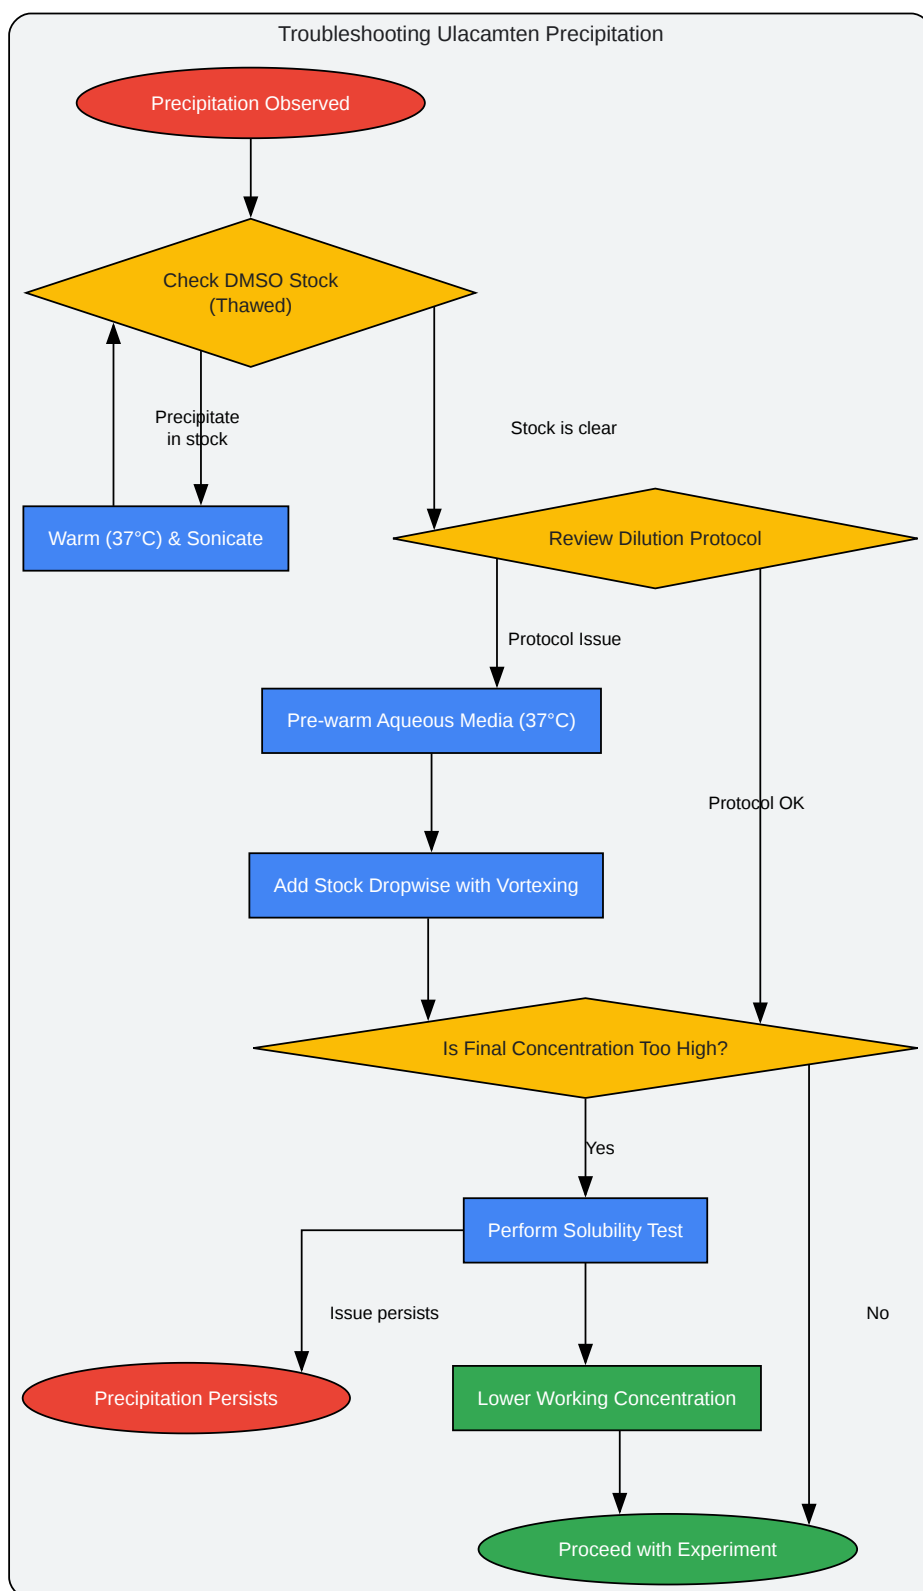 Troubleshooting Ulacamten Precipitation
Precipitation Observed
Check DMSO Stock
(Thawed)
Precipitate
in stock
Stock is clear
Warm (37°C) & Sonicate
Review Dilution Protocol
Protocol Issue
Pre-warm Aqueous Media (37°C)
Protocol OK
Add Stock Dropwise with Vortexing
Is Final Concentration Too High?
Yes
Perform Solubility Test
Issue persists
No
Precipitation Persists
Lower Working Concentration
Proceed with Experiment